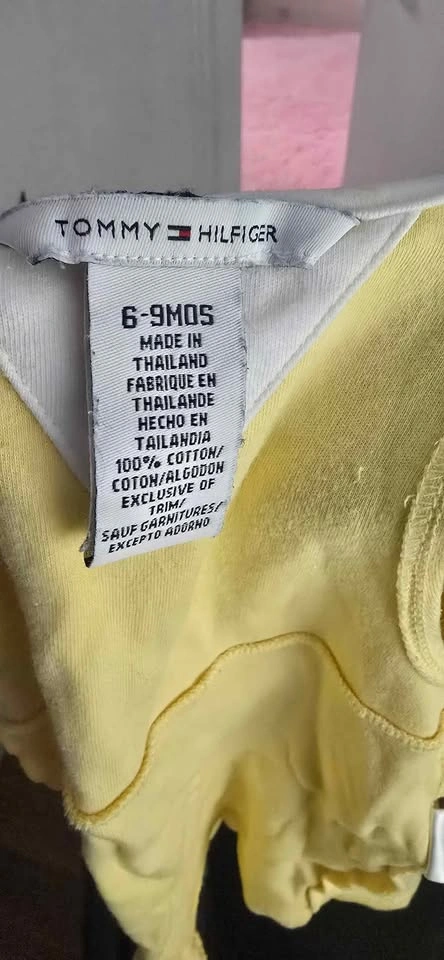 TOMMY HILFIGER
6-9MOS
MADE IN
THAILAND
FABRIQUE EN
THAILANDE
HECHO EN
TAILANDIA
100% COTTON/
COTON/ALGODON
EXCLUSIVE OF
TRIM/
SAUF GARNITURES/
EXCEPTO ADORNO